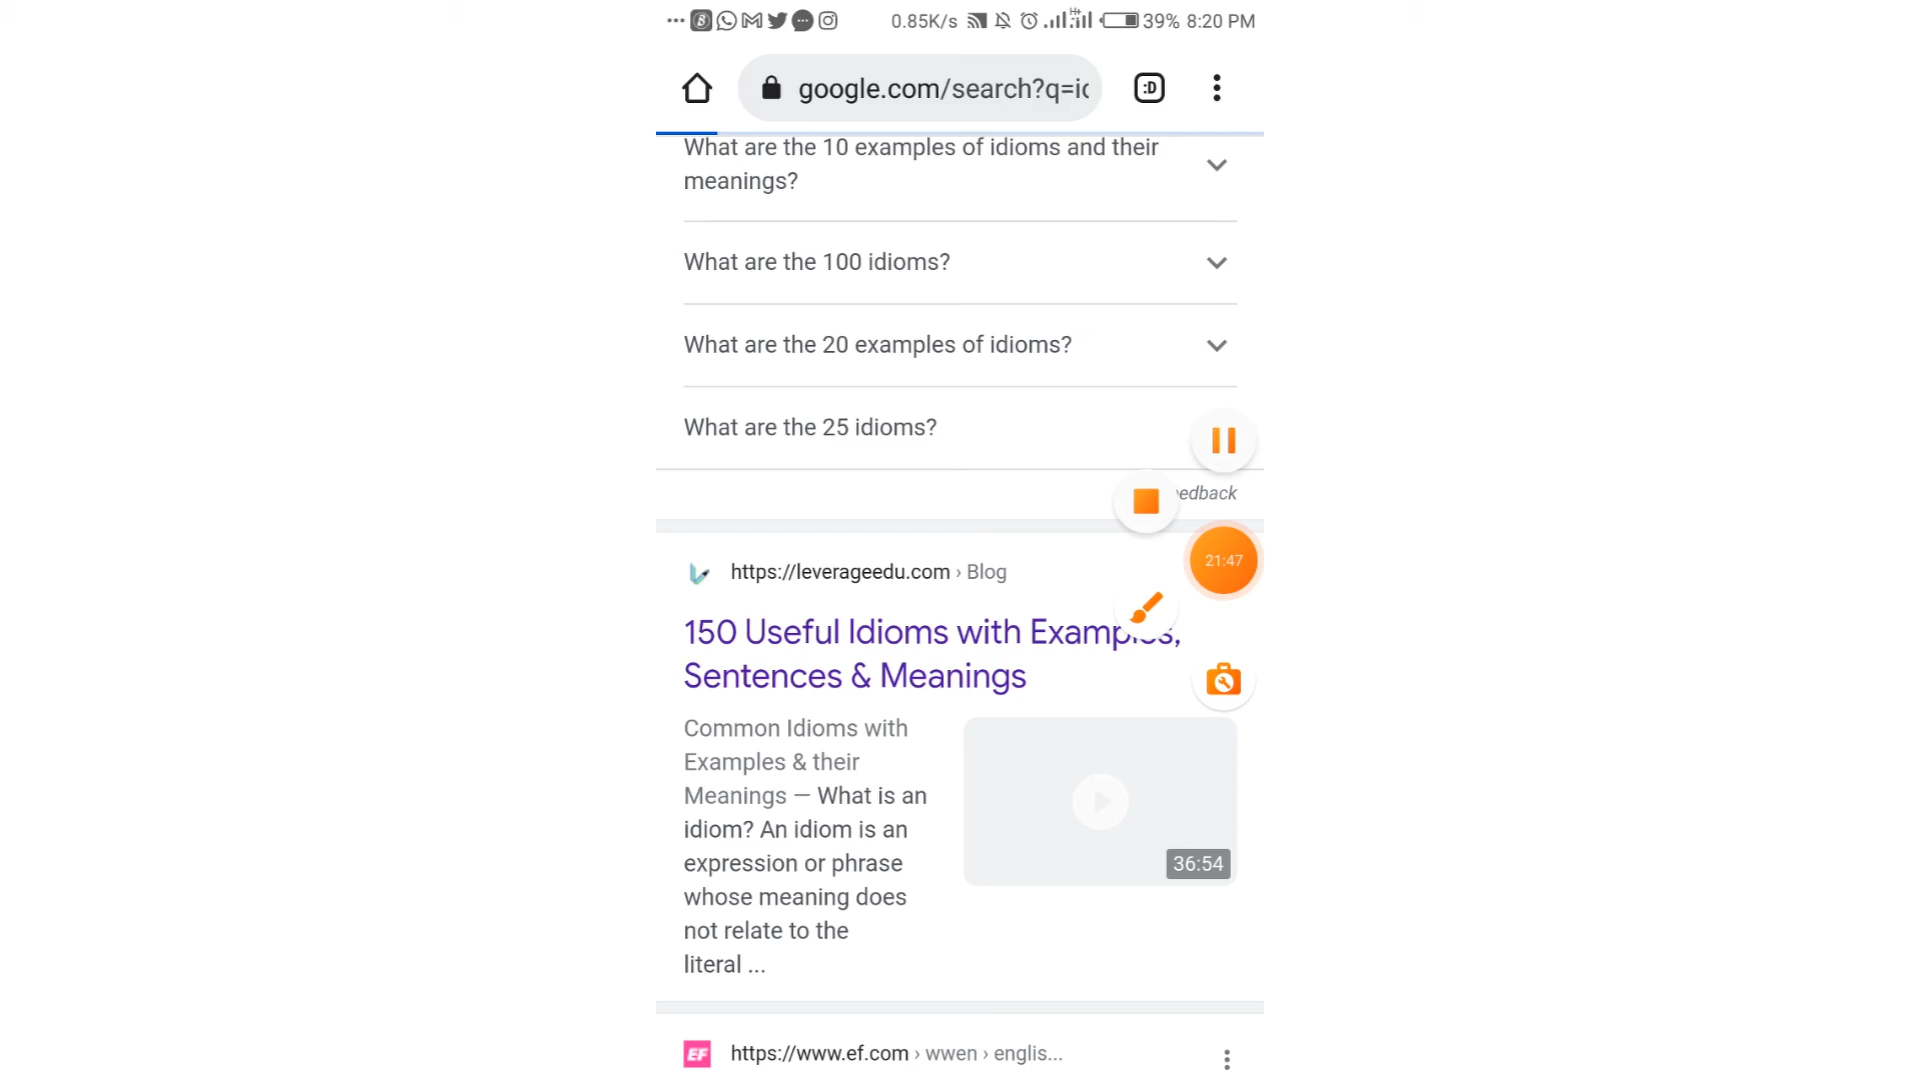 0.85K/s 39% 8:20 PM
google.com/search?q=ic
:D
What are the 10 examples of idioms and their
meanings?
What are the 100 idioms?
What are the 20 examples of idioms?
What are the 25 idioms?
edback
21:47
https://leverageedu.com › Blog
150 Useful Idioms with Examples,
Sentences & Meanings
Common Idioms with
Examples & their
Meanings — What is an
idiom? An idiom is an
expression or phrase
whose meaning does
not relate to the
literal ...
36:54
EF https://www.ef.com › wwen › englis...